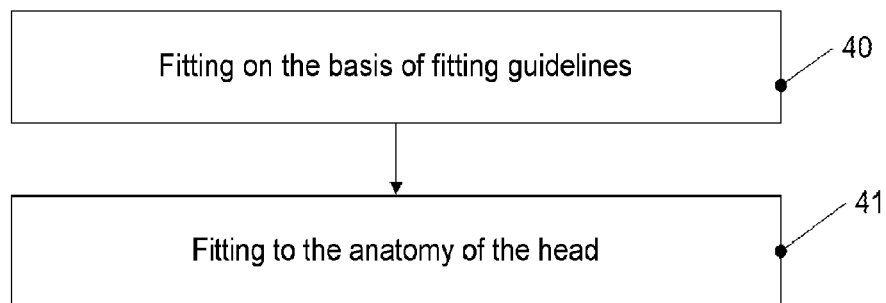 Fitting on the basis of fitting guidelines
40
Fitting to the anatomy of the head
41